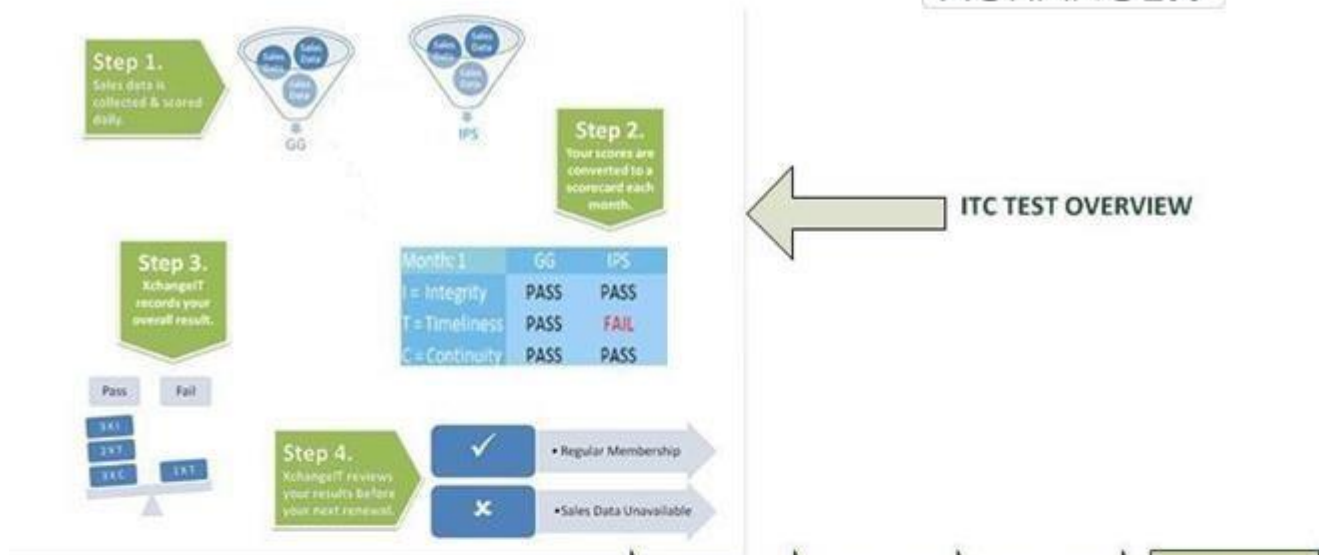 Step 1.
Sales data is
collected & scored
daily.
Sales
Data
Sales
Data
Sales
Data
GG
Sales
Data
Sales
Data
Sales
Data
IPS
Step 2.
Your scores are
converted to a
scorecard each
month.
ITC TEST OVERVIEW
Step 3.
XchangeIT
records your
overall result.
Month: 1 GG IPS
I = Integrity PASS PASS
T = Timeliness PASS FAIL
C = Continuity PASS PASS
Pass Fail
2 X T
3 X C
1 X T
Step 4.
XchangeIT reviews
your results before
your next renewal.
✓
• Regular Membership
×
•Sales Data Unavailable